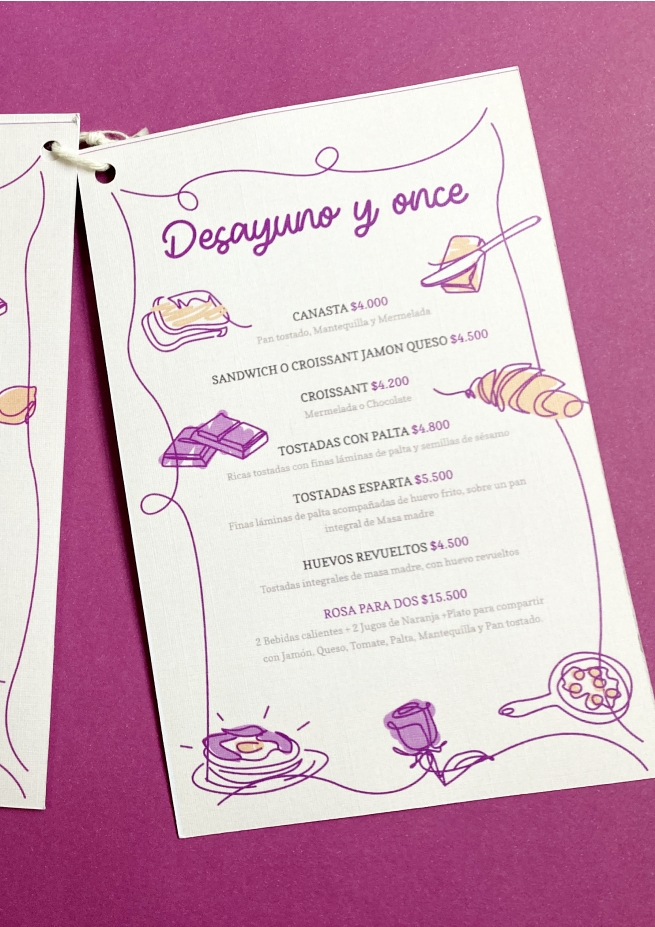 Desayuno y once
CANASTA $4.000
Pan tostado, Mantequilla y Mermelada
SANDWICH O CROISSANT JAMON QUESO $4.500
CROISSANT $4.200
Mermelada o Chocolate
TOSTADAS CON PALTA $4.800
Ricas tostadas con finas láminas de palta y semillas de sésamo
TOSTADAS ESPARTA $5.500
Finas láminas de palta acompañadas de huevo frito, sobre un pan
integral de Masa madre
HUEVOS REVUELTOS $4.500
Tostadas integrales de masa madre, con huevo revueltos
ROSA PARA DOS $15.500
2 Bebidas calientes + 2 Jugos de Naranja +Plato para compartir
con Jamón, Queso, Tomate, Palta, Mantequilla y Pan tostado.